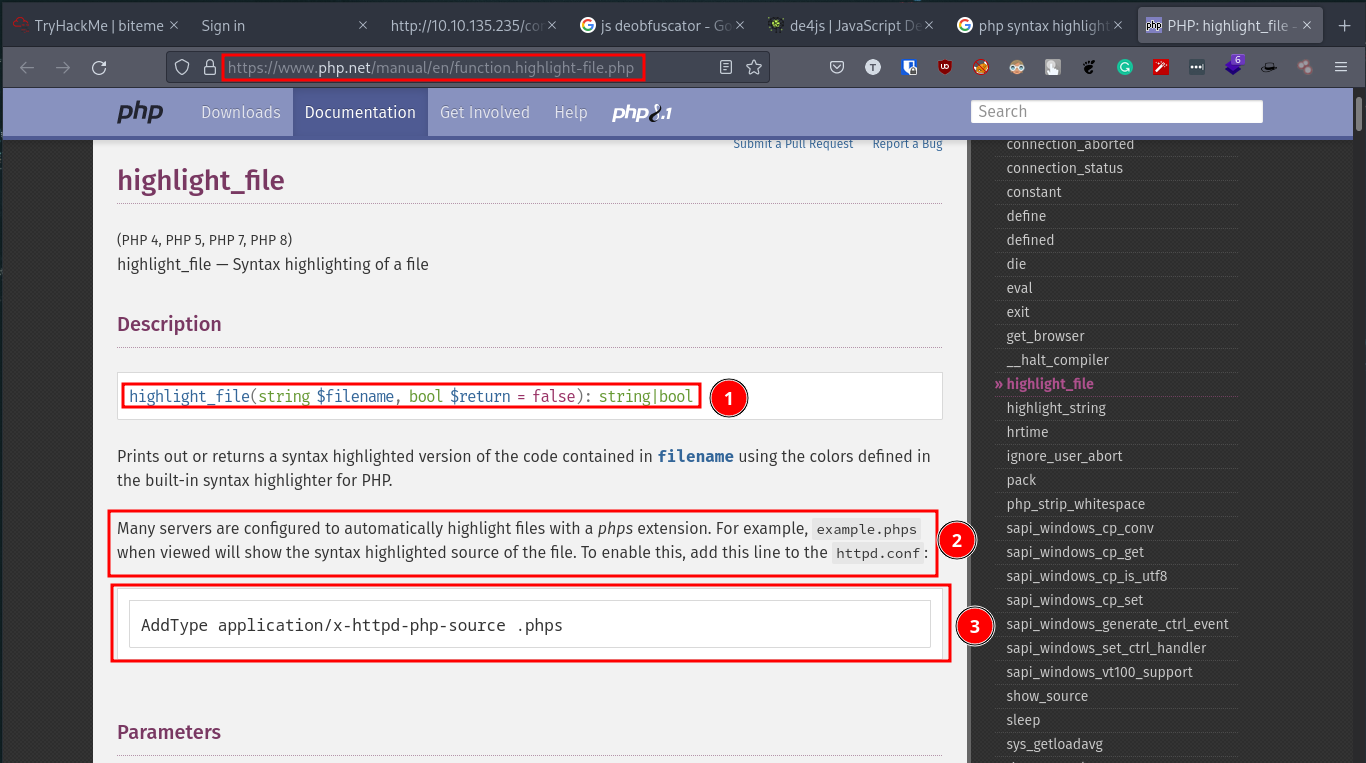 TryHackMe | biteme
Sign in
http://10.10.135.235/co
js deobfuscator - Go
de4js | JavaScript De
php syntax highlight
php PHP: highlight_file -
https://www.php.net/manual/en/function.highlight-file.php
T
UD
G
6
php
Downloads
Documentation
Get Involved
Help
php8.1
Search
Submit a Pull Request
Report a Bug
highlight_file
(PHP 4, PHP 5, PHP 7, PHP 8)
highlight_file — Syntax highlighting of a file
Description
highlight_file(string $filename, bool $return = false): string|bool
1
Prints out or returns a syntax highlighted version of the code contained in filename using the colors defined in
the built-in syntax highlighter for PHP.
Many servers are configured to automatically highlight files with a phps extension. For example, example.phps
when viewed will show the syntax highlighted source of the file. To enable this, add this line to the httpd.conf:
2
AddType application/x-httpd-php-source .phps
3
Parameters
connection_aborted
connection_status
constant
define
defined
die
eval
exit
get_browser
__halt_compiler
» highlight_file
highlight_string
hrtime
ignore_user_abort
pack
php_strip_whitespace
sapi_windows_cp_conv
sapi_windows_cp_get
sapi_windows_cp_is_utf8
sapi_windows_cp_set
sapi_windows_generate_ctrl_event
sapi_windows_set_ctrl_handler
sapi_windows_vt100_support
show_source
sleep
sys_getloadavg